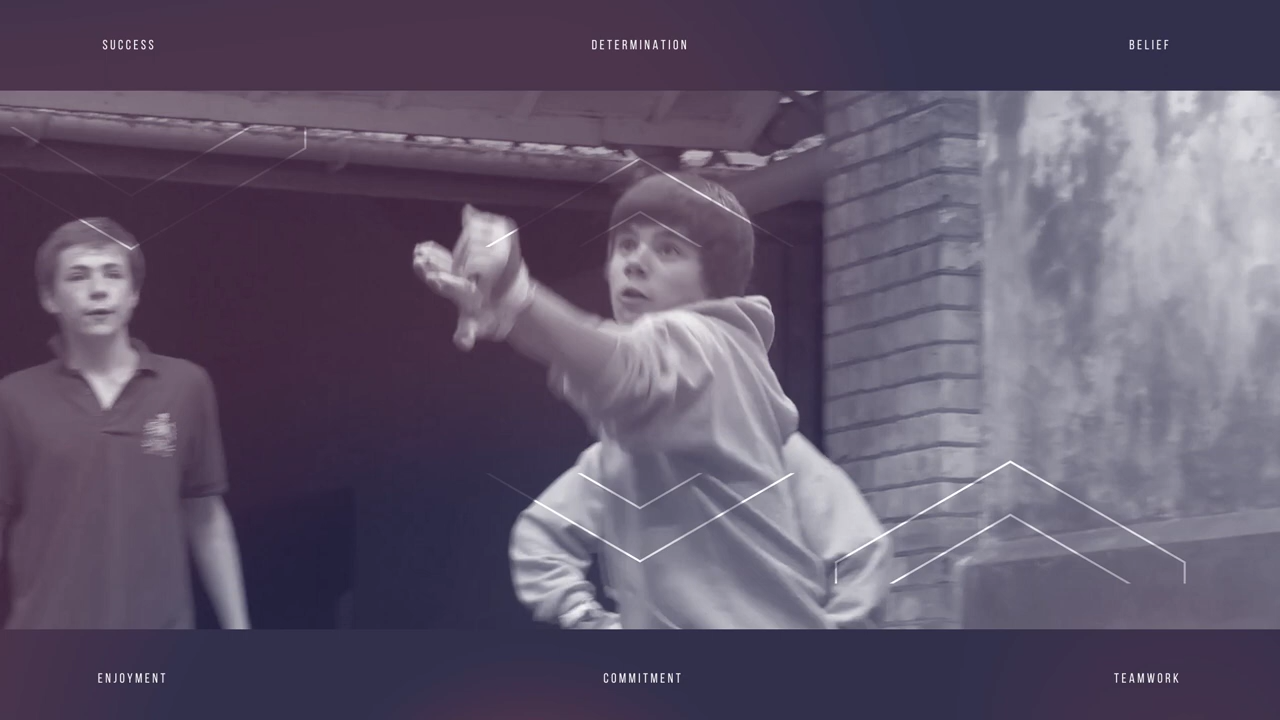 SUCCESS
DETERMINATION
BELIEF
ENJOYMENT
COMMITMENT
TEAMWORK